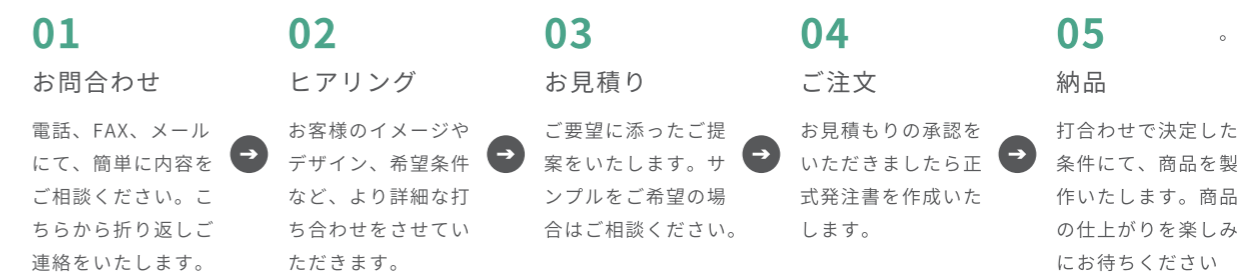 01
お問合わせ
電話、FAX、メール
にて、簡単に内容を
ご相談ください。こ
ちらから折り返しご
連絡をいたします。
02
ヒアリング
お客様のイメージや
デザイン、希望条件
など、より詳細な打
ち合わせをさせてい
ただきます。
03
お見積り
ご要望に添ったご提
案をいたします。サ
ンプルをご希望の場
合はご相談ください。
04
ご注文
お見積もりの承認を
いただきましたら正
式発注書を作成いた
します。
05
納品
打合わせで決定した
条件にて、商品を製
作いたします。商品
の仕上がりを楽しみ
にお待ちください
。